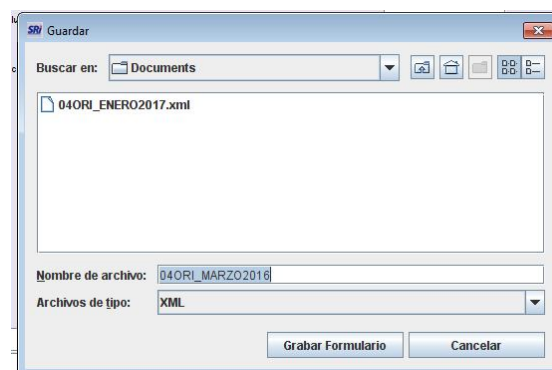 SRi Guardar
Buscar en: Documents
04ORI_ENERO2017.xml
Nombre de archivo: 04ORI_MARZO2016
Archivos de tipo: XML
Grabar Formulario Cancelar